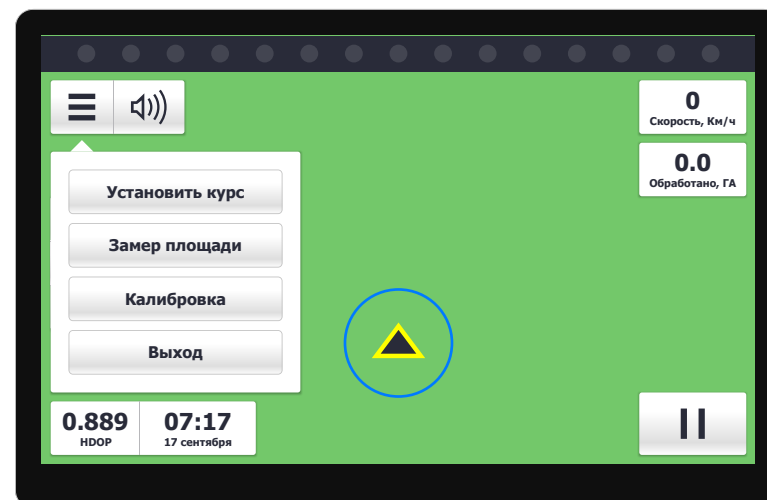 0
Скорость, Км/ч
0.0
Обработано, ГА
Установить курс
Замер площади
Калибровка
Выход
0.889
HDOP
07:17
17 сентября